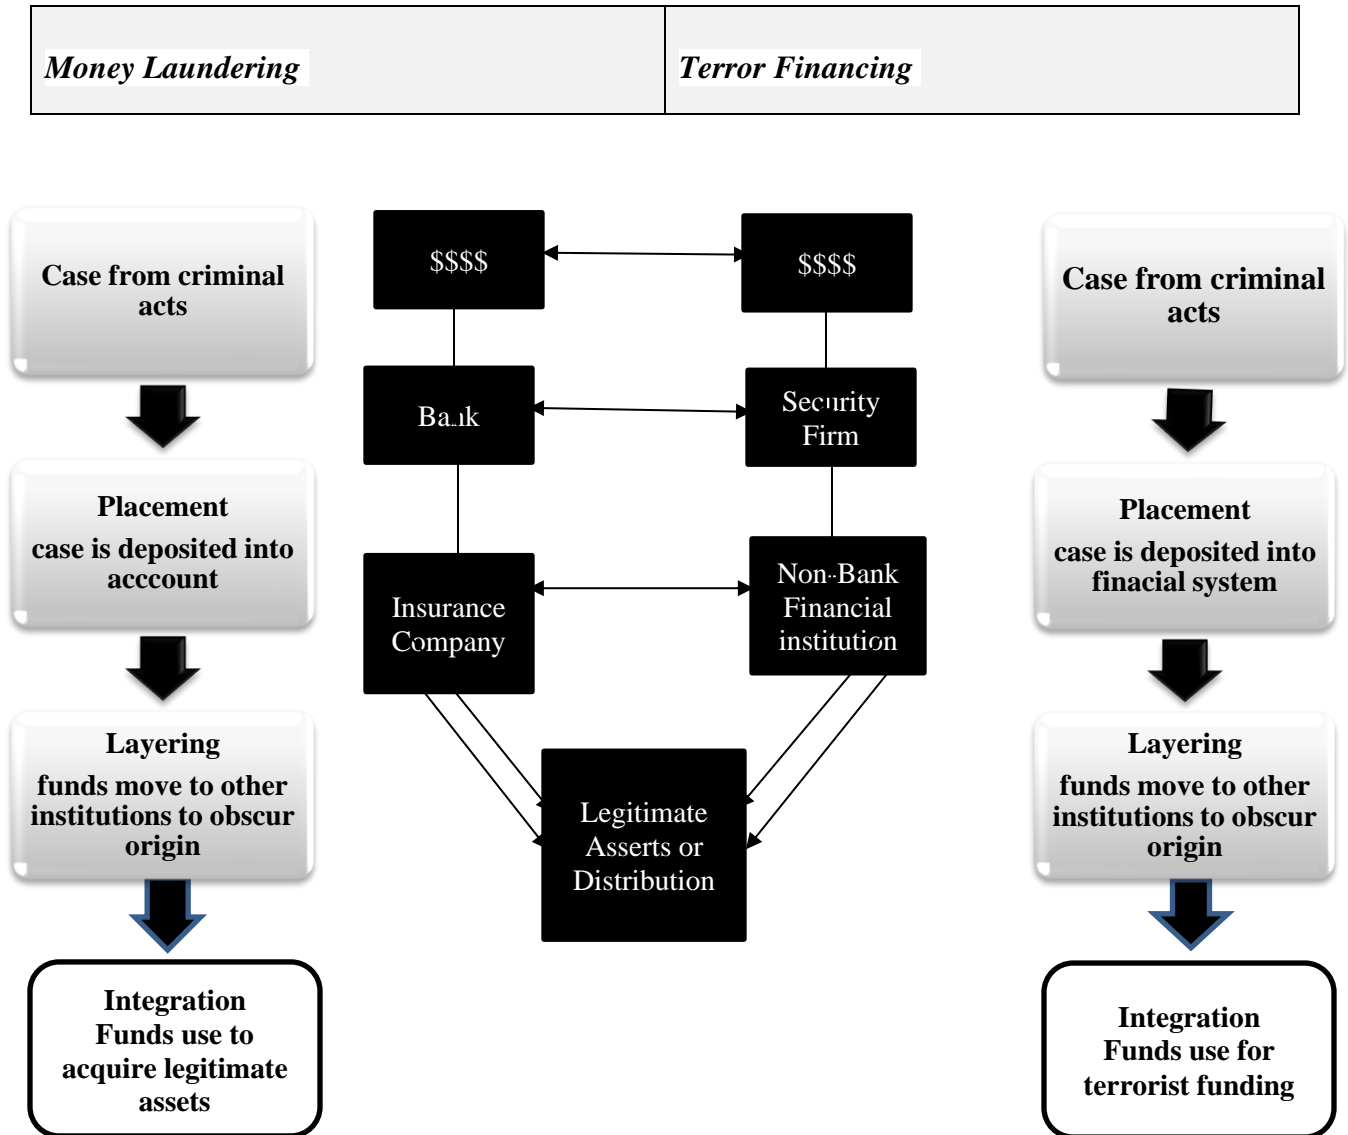 Money Laundering
Terror Financing
Case from criminal
acts
Placement
case is deposited into
acccount
Layering
funds move to other
institutions to obscur
origin
Integration
Funds use to
acquire legitimate
assets
$$$$
$$$$
Bank
Security
Firm
Insurance
Company
Non-Bank
Financial
institution
Legitimate
Asserts or
Distribution
Case from criminal
acts
Placement
case is deposited into
finacial system
Layering
funds move to other
institutions to obscur
origin
Integration
Funds use for
terrorist funding